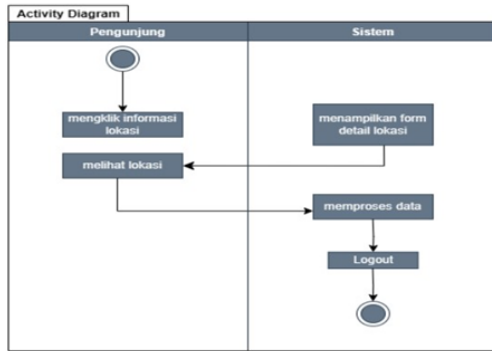 Activity Diagram
Pengunjung
Sistem
mengklik informasi
lokasi
menampilkan form
detail lokasi
melihat lokasi
memproses data
Logout